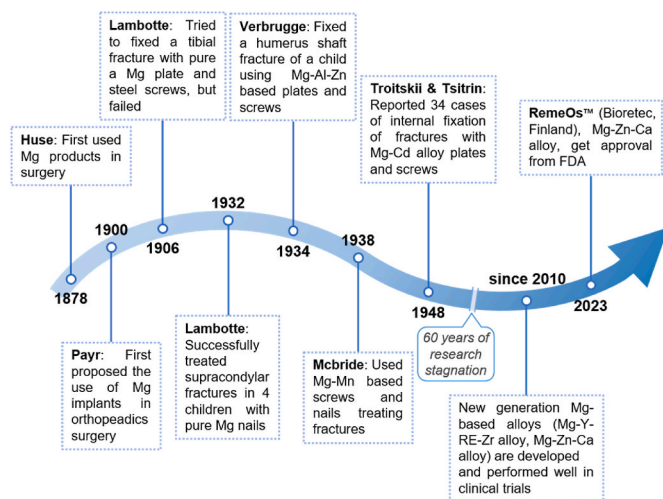 Huse: First used
Mg products in
surgery
1878
1900
Payr: First
proposed the
use of Mg
implants in
orthopeadics
surgery
Lambotte: Tried
to fixed a tibial
fracture with pure
a Mg plate and
steel screws, but
failed
1906
1932
Lambotte:
Successfully
treated
supracondylar
fractures in 4
children with
pure Mg nails
Verbrugge: Fixed
a humerus shaft
fracture of a child
using Mg-Al-Zn
based plates and
screws
1934
1938
Mcbride: Used
Mg-Mn based
screws and
nails treating
fractures
Troitskii & Tsitrin:
Reported 34 cases
of internal fixation
of fractures with
Mg-Cd alloy plates
and screws
1948
60 years of
research
stagnation
since 2010
New generation Mg-
based alloys (Mg-Y-
RE-Zr alloy, Mg-Zn-Ca
alloy) are developed
and performed well in
clinical trials
RemeOs™ (Bioretec,
Finland), Mg-Zn-Ca
alloy, get approval
from FDA
2023